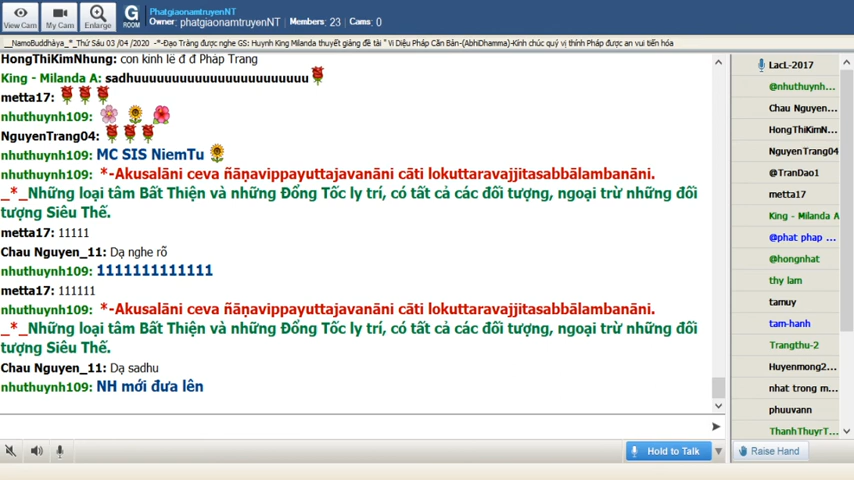 PhatgiaonamtruyenNT
Owner: phatgiaonamtruyenNT | Members: 23 | Cams: 0
View Cam
My Cam
Enlarge
G
ROOM
__NamoBuddhàya_*_Thứ Sáu 03 /04 /2020 -*-Đạo Tràng được nghe GS: Huynh King Milanda thuyết giảng đề tài " Vi Diệu Pháp Căn Bản-(AbhiDhamma)-Kính chúc quý vị thính Pháp được an vui tiến hóa
HongThiKimNhung: con kinh lê đ đ Pháp Trang
King - Milanda A: sadhuuuuuuuuuuuuuuuuuuuuuuu
metta17:
nhuthuynh109:
NguyenTrang04:
nhuthuynh109: MC SIS NiemTu
nhuthuynh109: *-Akusalāni ceva ñāṇavippayuttajavanāni cāti lokuttaravajjitasabbālambanāni.
_*_Những loại tâm Bất Thiện và những Đổng Tốc ly trí, có tất cả các đối tượng, ngoại trừ những đối
tượng Siêu Thế.
metta17: 11111
Chau Nguyen_11: Dạ nghe rõ
nhuthuynh109: 1111111111111
metta17: 111111
nhuthuynh109: *-Akusalāni ceva ñāṇavippayuttajavanāni cāti lokuttaravajjitasabbālambanāni.
_*_Những loại tâm Bất Thiện và những Đổng Tốc ly trí, có tất cả các đối tượng, ngoại trừ những đối
tượng Siêu Thế.
Chau Nguyen_11: Dạ sadhu
nhuthuynh109: NH mới đưa lên
Hold to Talk
LacL-2017
@nhuthuynh...
Chau Nguyen...
HongThiKimN...
NguyenTrang04
@TranDao1
metta17
King - Milanda A
@phat phap ...
@hongnhat
thy lam
tamuy
tam-hanh
Trangthu-2
Huyenmong2...
nhat trong m...
phuuvann
ThanhThuyrT...
Raise Hand